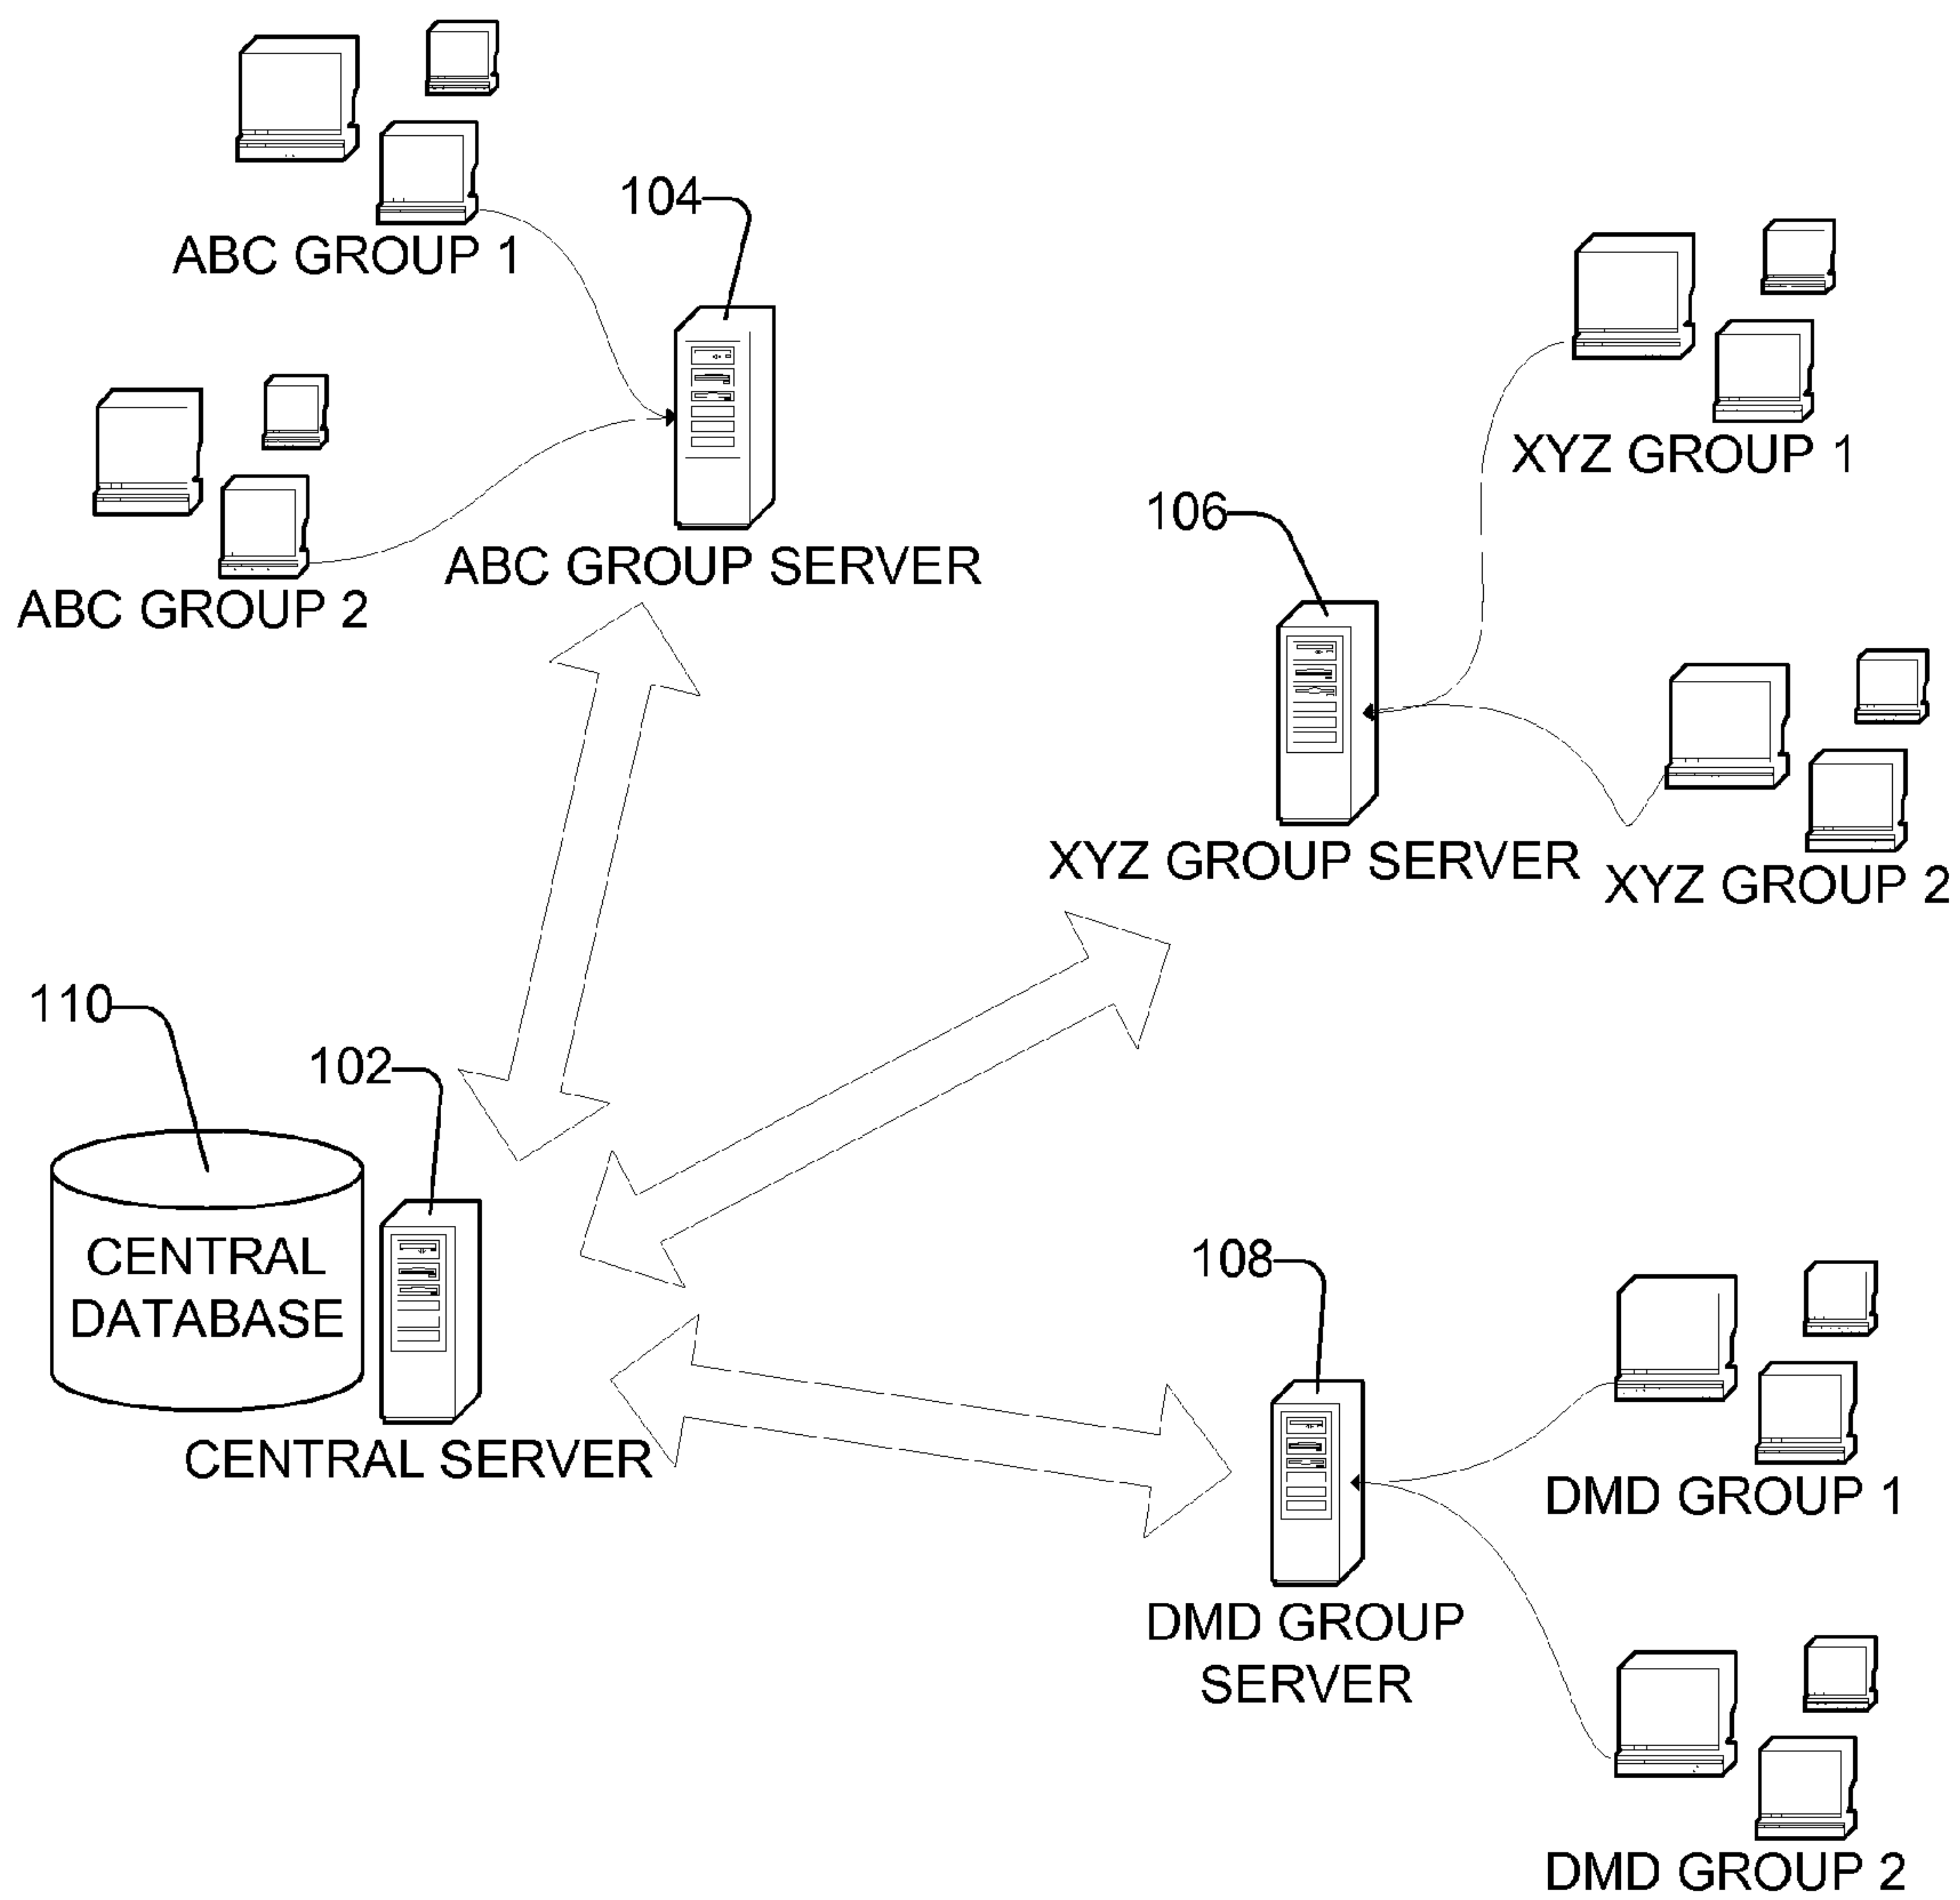 104
ABC GROUP 1
ABC GROUP SERVER
ABC GROUP 2
XYZ GROUP 1
106
XYZ GROUP SERVER
XYZ GROUP 2
110
102
CENTRAL
DATABASE
CENTRAL SERVER
108
DMD GROUP 1
DMD GROUP
SERVER
DMD GROUP 2